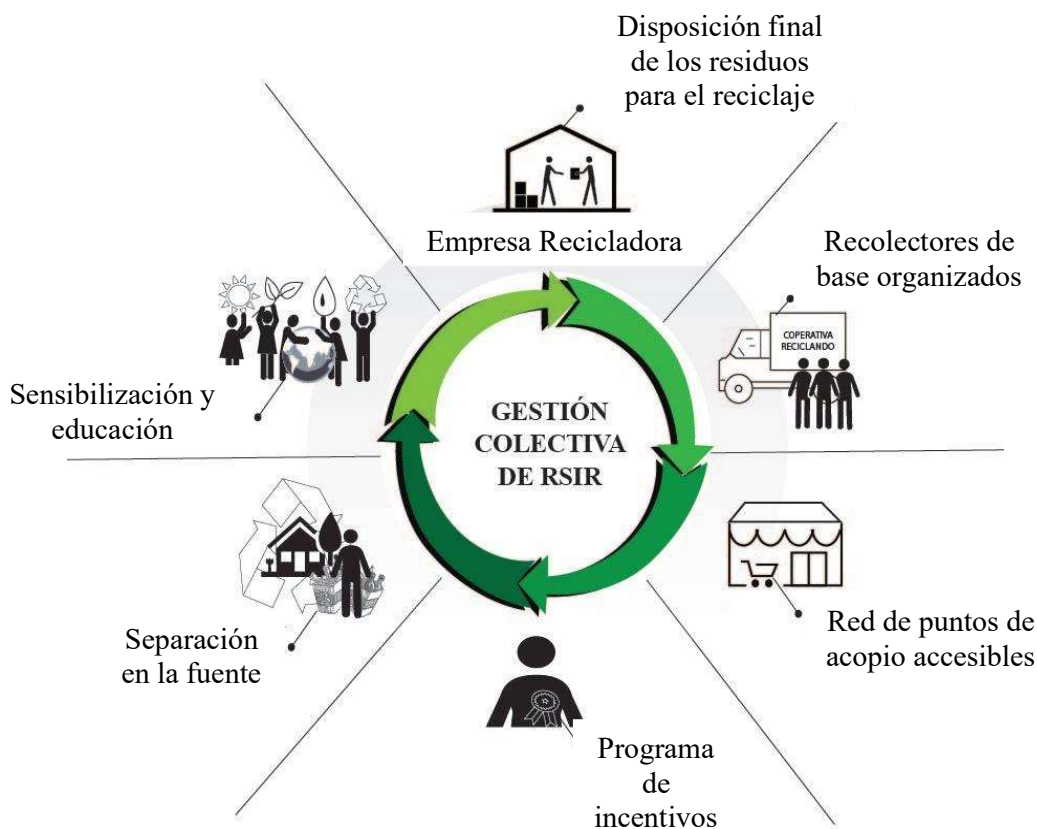 Disposición final
de los residuos
para el reciclaje
Empresa Recicladora
Recolectores de
base organizados
COPERATIVA
RECICLANDO
Sensibilización y
educación
GESTIÓN
COLECTIVA
DE RSIR
Separación
en la fuente
Red de puntos de
acopio accesibles
Programa
de
incentivos